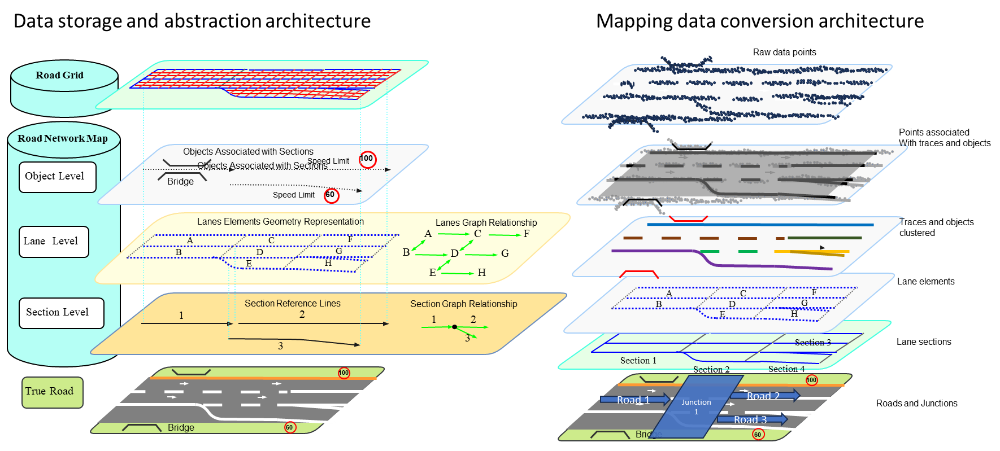 Data storage and abstraction architecture
Road Grid
Road Network Map
Object Level
Objects Associated with Sections
Objects Associated with Sections
Speed Limit
100
Bridge
Speed Limit
60
Lane Level
Lanes Elements Geometry Representation
A
C
F
B
D
G
E
H
Lanes Graph Relationship
A
C
F
B
D
G
E
H
Section Level
Section Reference Lines
1
2
3
Section Graph Relationship
1
2
3
True Road
100
Bridge
60
Mapping data conversion architecture
Raw data points
Points associated
With traces and objects
Traces and objects
clustered
Lane elements
A
C
F
B
D
G
E
H
Lane sections
Section 3
Section 1
Section 2
Section 4
Roads and Junctions
100
Road 1
Junction
1
Road 2
Road 3
Bridge
60